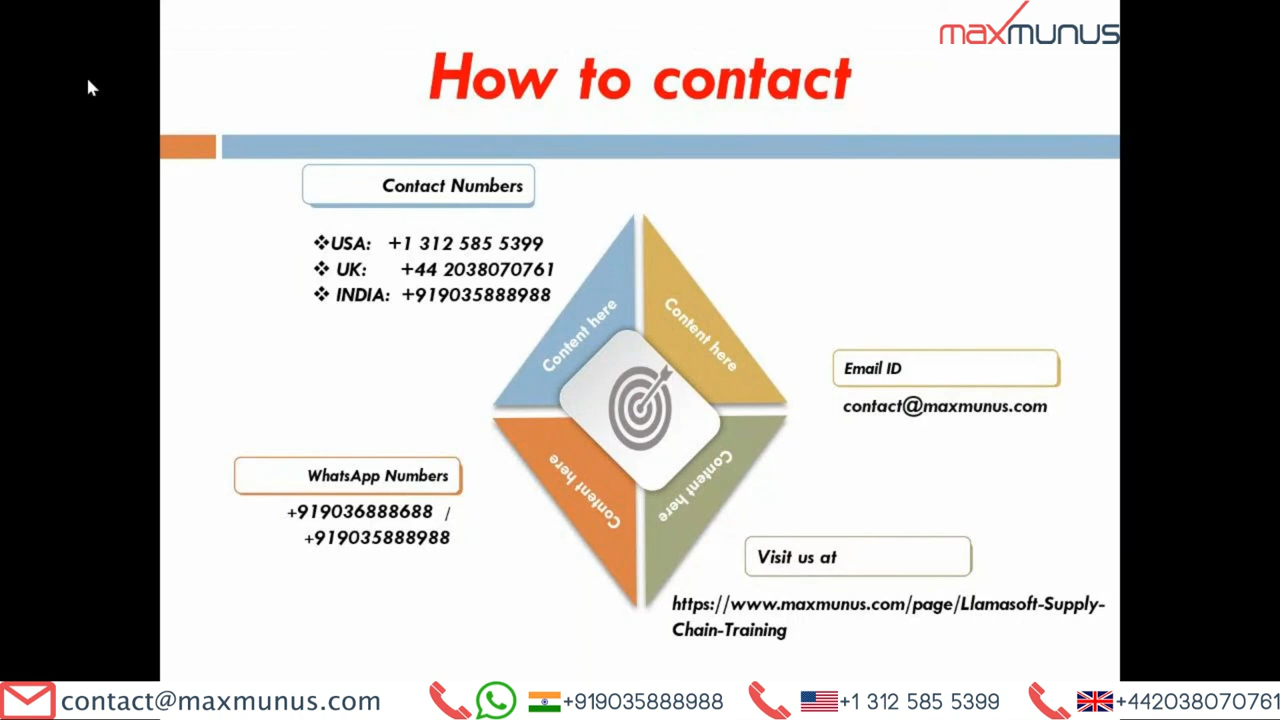 maxmunus
How to contact
Contact Numbers
❖USA: +1 312 585 5399
❖ UK: +44 2038070761
❖ INDIA: +919035888988
Content here
Content here
Email ID
contact@maxmunus.com
WhatsApp Numbers
+919036888688 /
+919035888988
Content here
Content here
Visit us at
https://www.maxmunus.com/page/Llamasoft-Supply-
Chain-Training
contact@maxmunus.com +919035888988 +1 312 585 5399 +442038070761